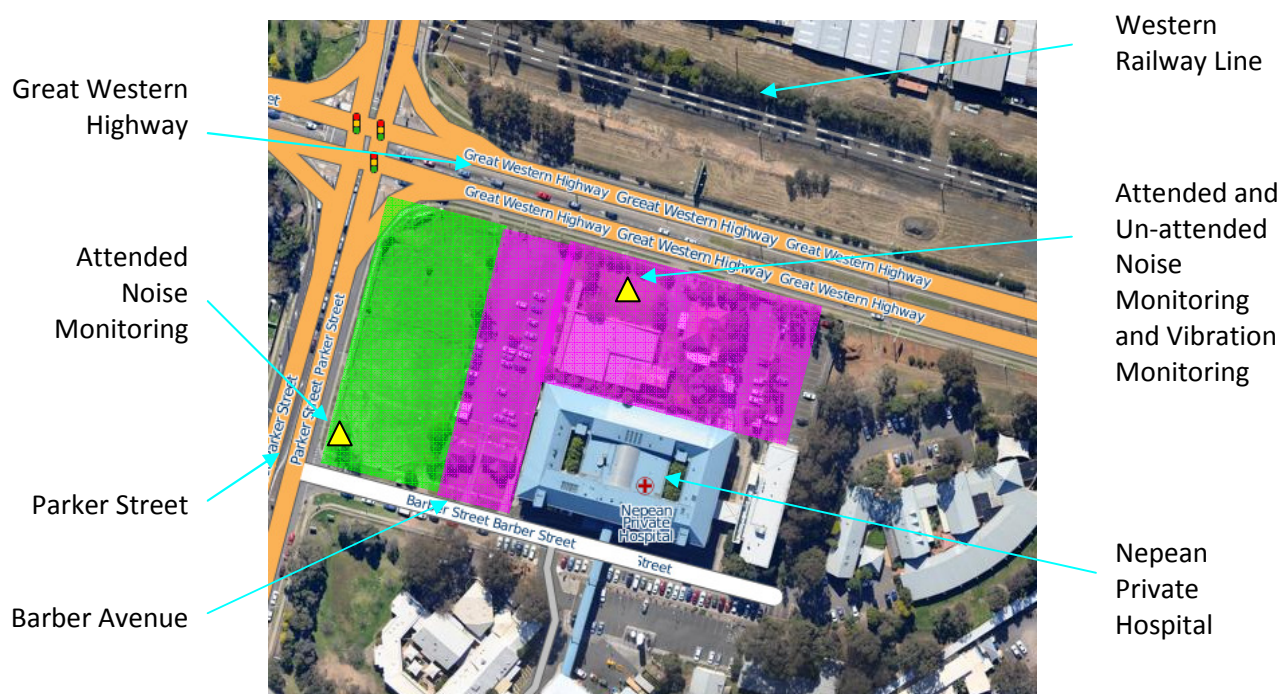 Western
Railway Line
Great Western
Highway
Great Western Highway Great Western Highway Great Western Highway
Great Western Highway Great Western Highway Great Western Highway
Attended and
Un-attended
Noise
Monitoring
and Vibration
Monitoring
Attended
Noise
Monitoring
Parker Street Parker Street
Parker Street
Parker Street
Barber Street Barber Street
Street
Nepean
Private
Hospital
Barber Avenue
Nepean
Private
Hospital